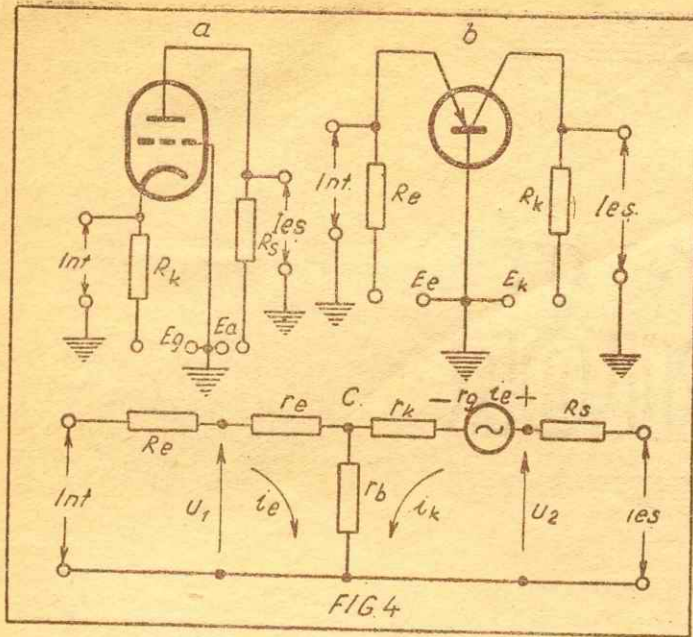 a
b
Int
Rk
Rs
Ies
Eg
Ea
Int.
Re
Ee
Ek
Rk
Ies
C.
Int
Re
re
rk
- rg ie +
Rs
u1
ie
rb
ik
u2
ies
FIG.4